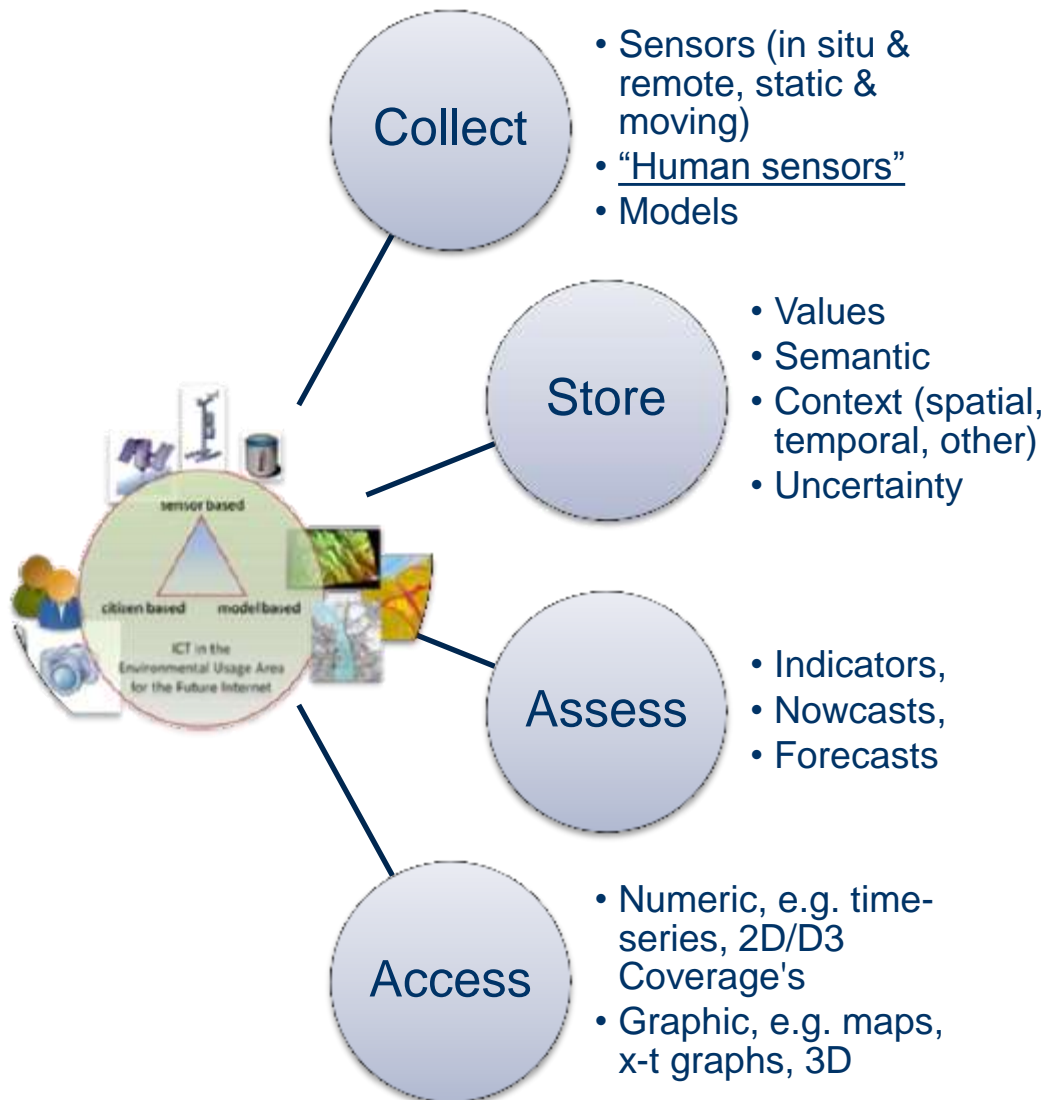 Collect
• Sensors (in situ &
remote, static &
moving)
• “Human sensors”
• Models
Store
• Values
• Semantic
• Context (spatial,
temporal, other)
• Uncertainty
sensor based
citizen based
model based
ICT in the
Environmental Usage Area
for the Future Internet
Assess
• Indicators,
• Nowcasts,
• Forecasts
Access
• Numeric, e.g. time-
series, 2D/D3
Coverage's
• Graphic, e.g. maps,
x-t graphs, 3D